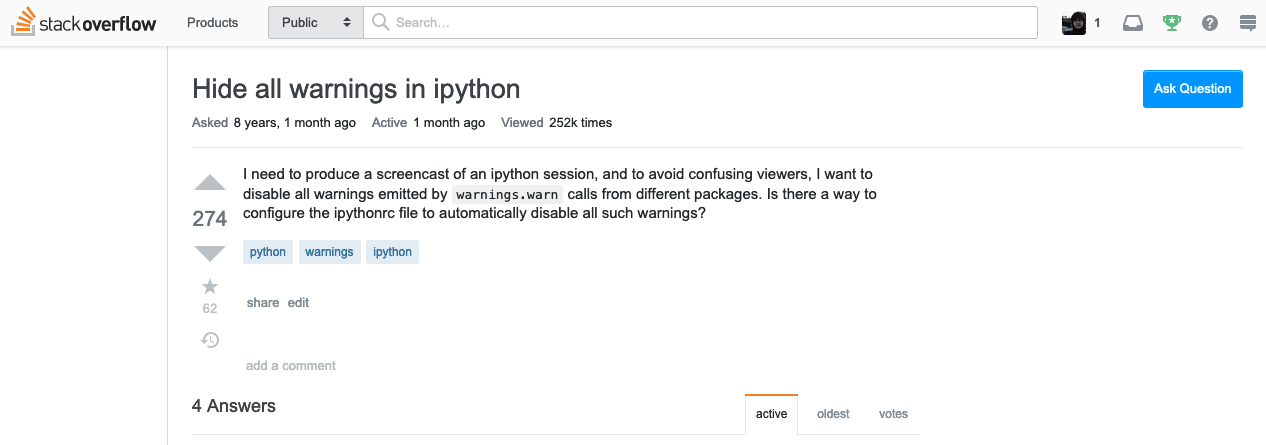 stackoverflow Products Public Search... 1
Hide all warnings in ipython
Ask Question
Asked 8 years, 1 month ago Active 1 month ago Viewed 252k times
I need to produce a screencast of an ipython session, and to avoid confusing viewers, I want to
disable all warnings emitted by warnings.warn calls from different packages. Is there a way to
configure the ipythonrc file to automatically disable all such warnings?
274
python warnings ipython
62
share edit
add a comment
4 Answers
active oldest votes